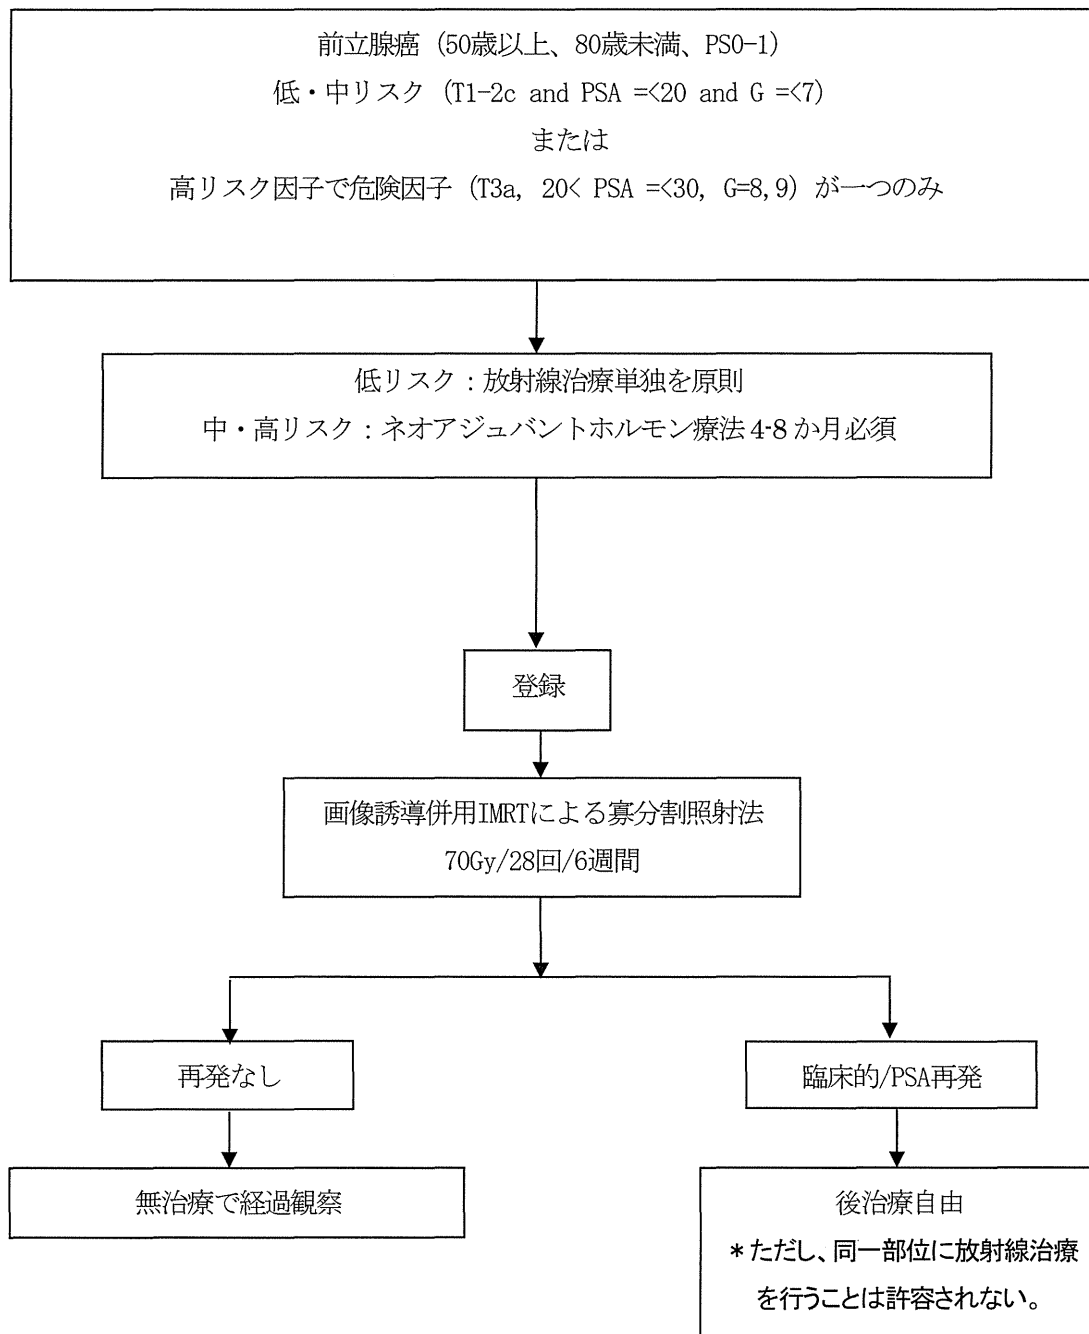 前立腺癌（50歳以上、80歳未満、PS0-1）
低・中リスク（T1-2c and PSA =<20 and G =<7）
または
高リスク因子で危険因子（T3a, 20< PSA =<30, G=8,9）が一つのみ
低リスク：放射線治療単独を原則
中・高リスク：ネオアジュバントホルモン療法 4-8 か月必須
登録
画像誘導併用IMRTによる寡分割照射法
70Gy/28回/6週間
再発なし
臨床的/PSA再発
無治療で経過観察
後治療自由
＊ただし、同一部位に放射線治療
を行うことは許容されない。